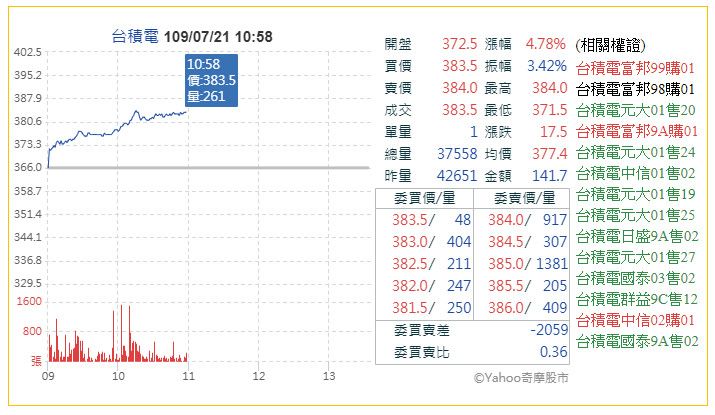 台積電 109/07/21 10:58
402.5
395.2
387.9
380.6
373.3
366.0
358.7
351.4
344.1
336.8
329.5
1600
800
張
09 10 11 12 13
10:58
價:383.5
量:261
開盤 372.5 漲幅 4.78%
買價 383.5 振幅 3.42%
賣價 384.0 最高 384.0
成交 383.5 最低 371.5
單量 1 漲跌 17.5
總量 37558 均價 377.4
昨量 42651 金額 141.7
委買價/量 委賣價/量
383.5/ 48 384.0/ 917
383.0/ 404 384.5/ 307
382.5/ 211 385.0/ 1381
382.0/ 247 385.5/ 205
381.5/ 250 386.0/ 409
委買賣差 -2059
委買賣比 0.36
©Yahoo奇摩股市
(相關權證)
台積電富邦99購01
台積電富邦98購01
台積電元大01售20
台積電富邦9A購01
台積電元大01售24
台積電中信01售02
台積電元大01售19
台積電元大01售25
台積電日盛9A售02
台積電元大01售27
台積電國泰03售02
台積電群益9C售12
台積電中信02購01
台積電國泰9A售02